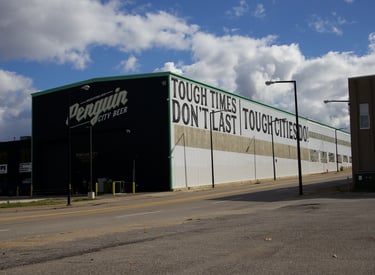 Penguin
CITY BEER
TOUGH TIMES
DON'T LAST
TOUGH CITIES DO!